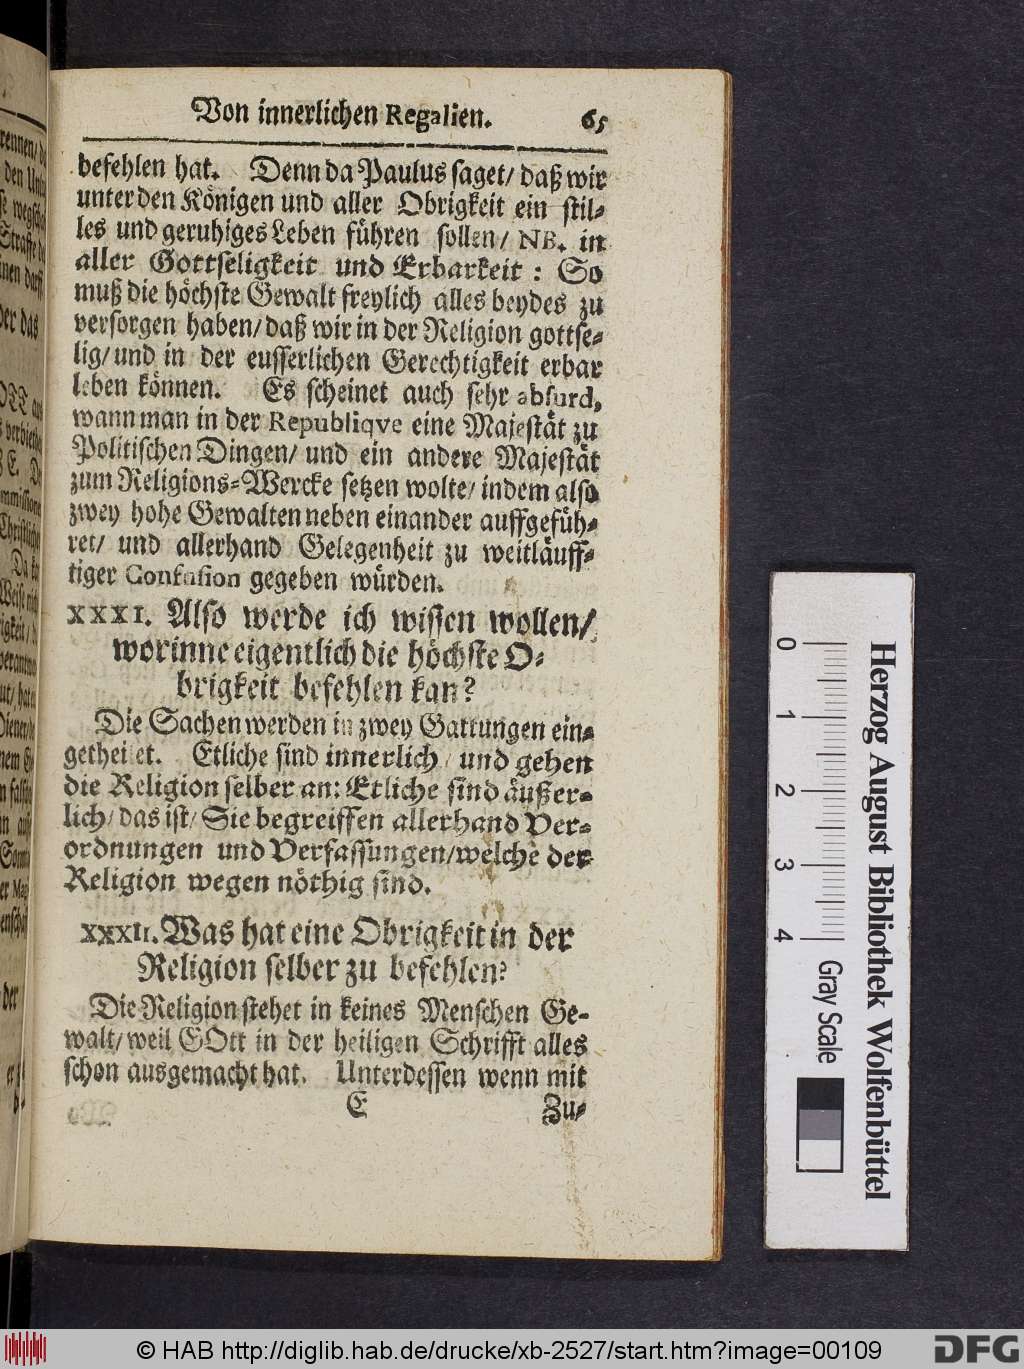 Von innerlichen Regalien. 65
befehlen hat. Denn da Paulus saget/ daß wir
unter den Königen und aller Obrigkeit ein stil-
les und geruhiges Leben führen sollen/ NB. in
aller Gottseligkeit und Erbarkeit: So
muß die höchste Gewalt freylich alles beydes zu
versorgen haben/ daß wir in der Religion gottse-
lig/ und in der eusserlichen Gerechtigkeit erbar
leben können. Es scheinet auch sehr absurd,
wann man in der Republiqve eine Majestät zu
Politischen Dingen/ und ein andere Majestät
zum Religions-Wercke setzen wolte/ indem also
zwey hohe Gewalten neben einander auffgefüh-
ret/ und allerhand Gelegenheit zu weitläuff-
tiger Confusion gegeben würden.
XXXI. Also werde ich wissen wollen/
worinne eigentlich die höchste O-
brigkeit befehlen kan?
Die Sachen werden in zwey Gattungen ein-
getheilet. Etliche sind innerlich/ und gehen
die Religion selber an: Etliche sind äußer-
lich/ das ist/ Sie begreiffen allerhand Ver-
ordnungen und Verfassungen/ welche der
Religion wegen nöthig sind.
XXXII. Was hat eine Obrigkeit in der
Religion selber zu befehlen?
Die Religion stehet in keines Menschen Ge-
walt/ weil GOtt in der heiligen Schrifft alles
schon ausgemacht hat. Unterdessen wenn mit
E Zu-
0 1 2 3 4 Gray Scale
Herzog August Bibliothek Wolfenbüttel
© HAB http://diglib.hab.de/drucke/xb-2527/start.htm?image=00109
DFG